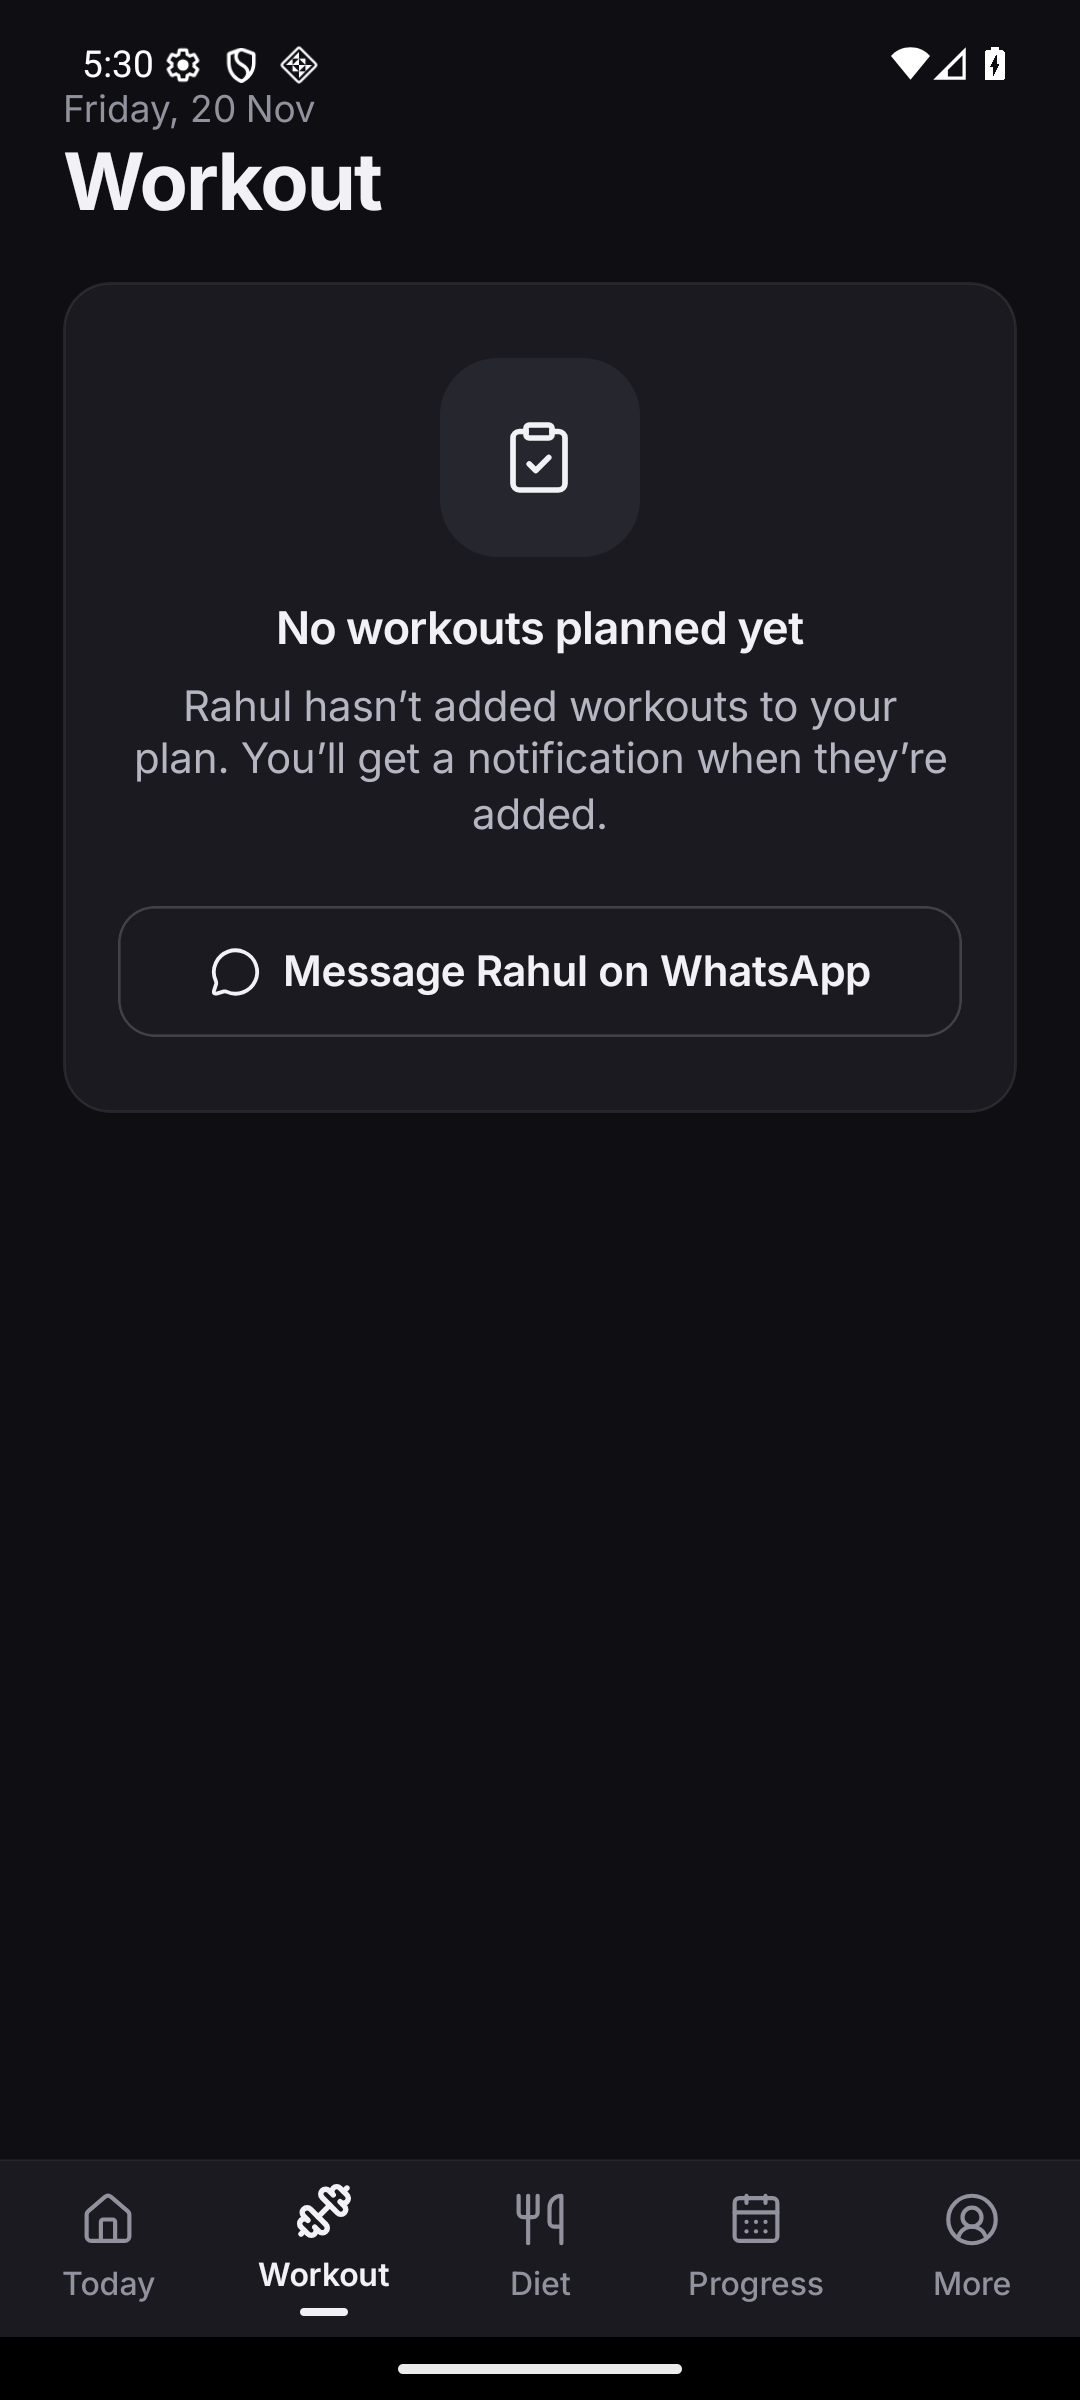 5:30
Friday, 20 Nov
Workout
No workouts planned yet
Rahul hasn’t added workouts to your
plan. You’ll get a notification when they’re
added.
Message Rahul on WhatsApp
Today
Workout
Diet
Progress
More